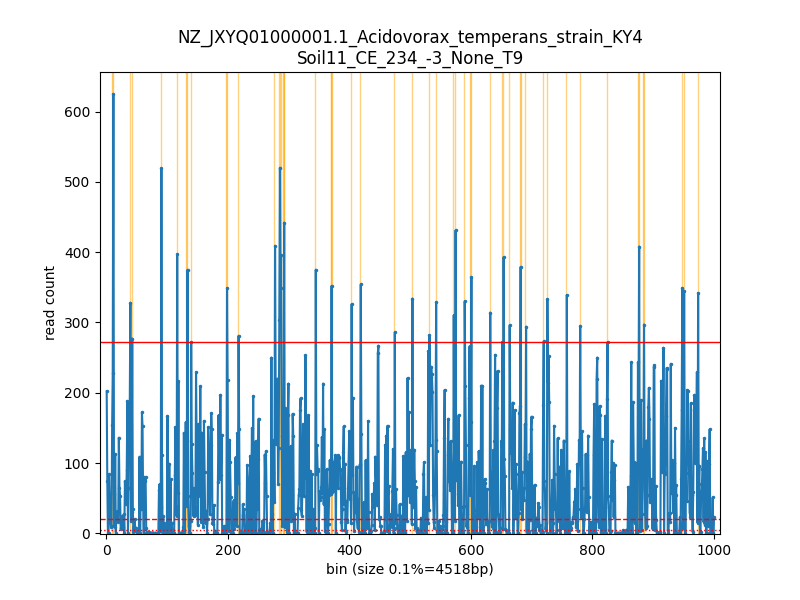 NZ_JXYQ01000001.1_Acidovorax_temperans_strain_KY4
Soil11_CE_234_-3_None_T9
600
500
400
300
200
100
0
read count
0 200 400 600 800 1000
bin (size 0.1%=4518bp)